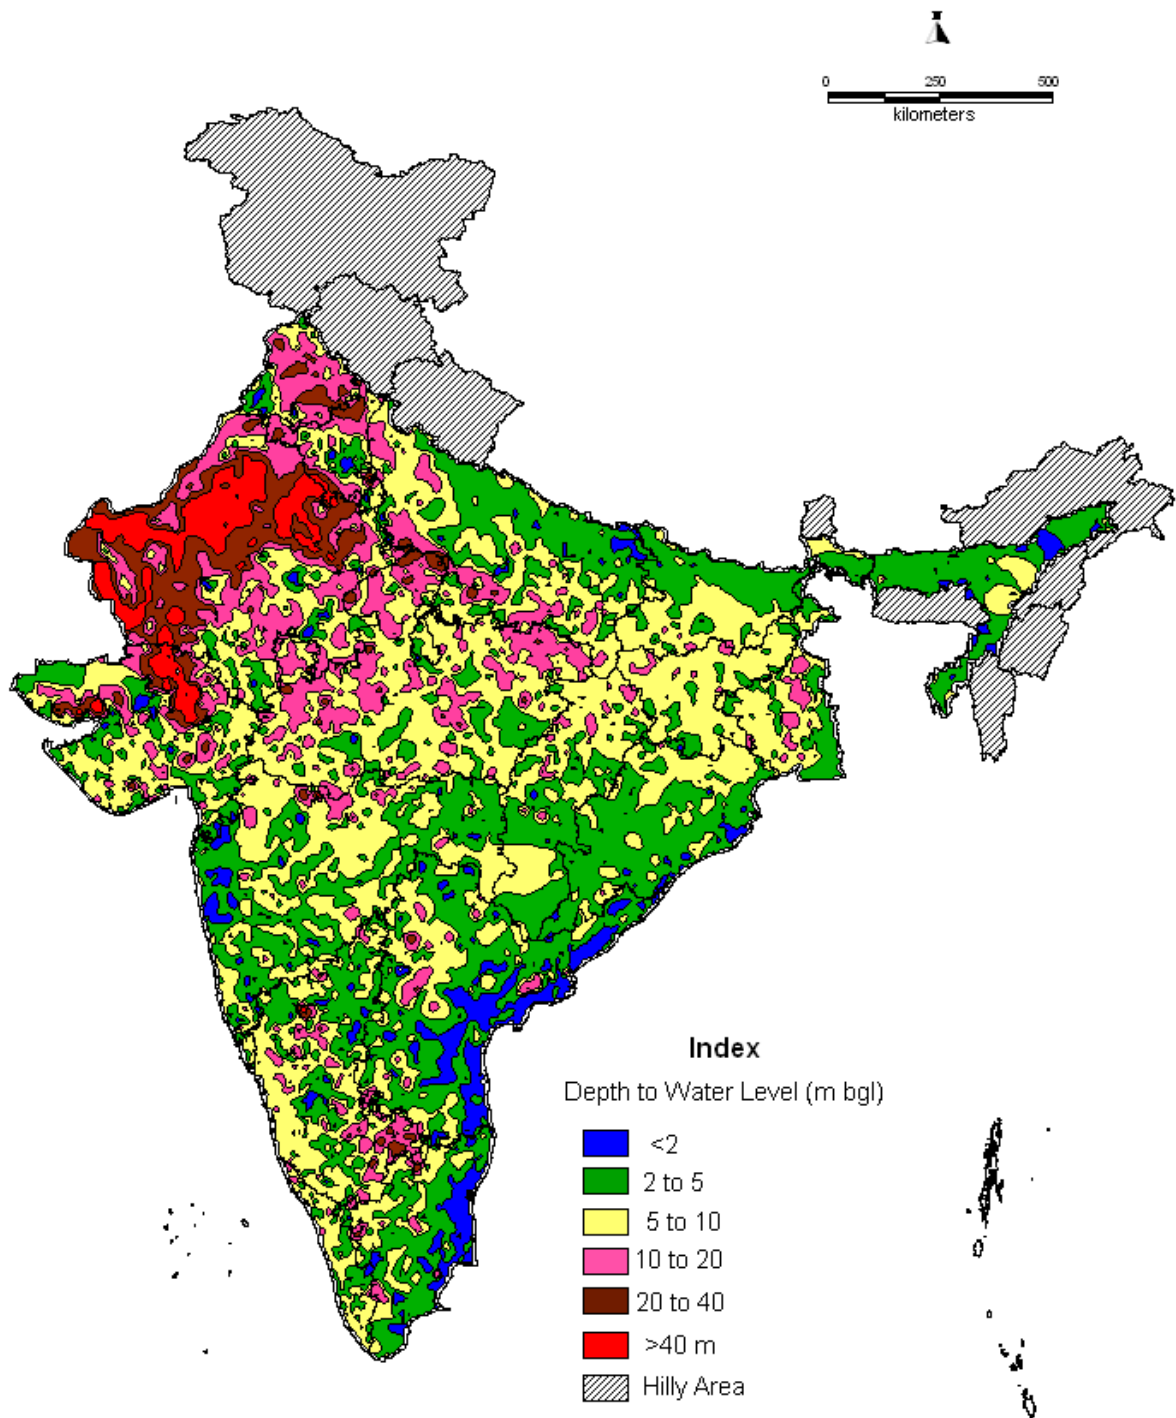 0 250 500
kilometers
Index
Depth to Water Level (m bgl)
<2
2 to 5
5 to 10
10 to 20
20 to 40
>40 m
Hilly Area